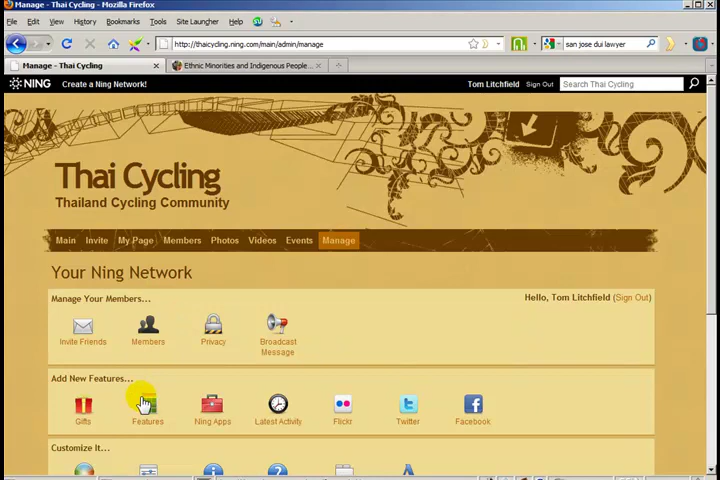 Manage - Thai Cycling - Mozilla Firefox
File Edit View History Bookmarks Tools Site Launcher Help
http://thaicycling.ning.com/main/admin/manage
san jose dui lawyer
Manage - Thai Cycling
Ethnic Minorities and Indigenous People...
NING Create a Ning Network! Tom Litchfield Sign Out Search Thai Cycling
Thai Cycling
Thailand Cycling Community
Main Invite My Page Members Photos Videos Events Manage
Your Ning Network
Manage Your Members...
Hello, Tom Litchfield (Sign Out)
Invite Friends Members Privacy Broadcast Message
Add New Features...
Gifts Features Ning Apps Latest Activity Flickr Twitter Facebook
Customize It...